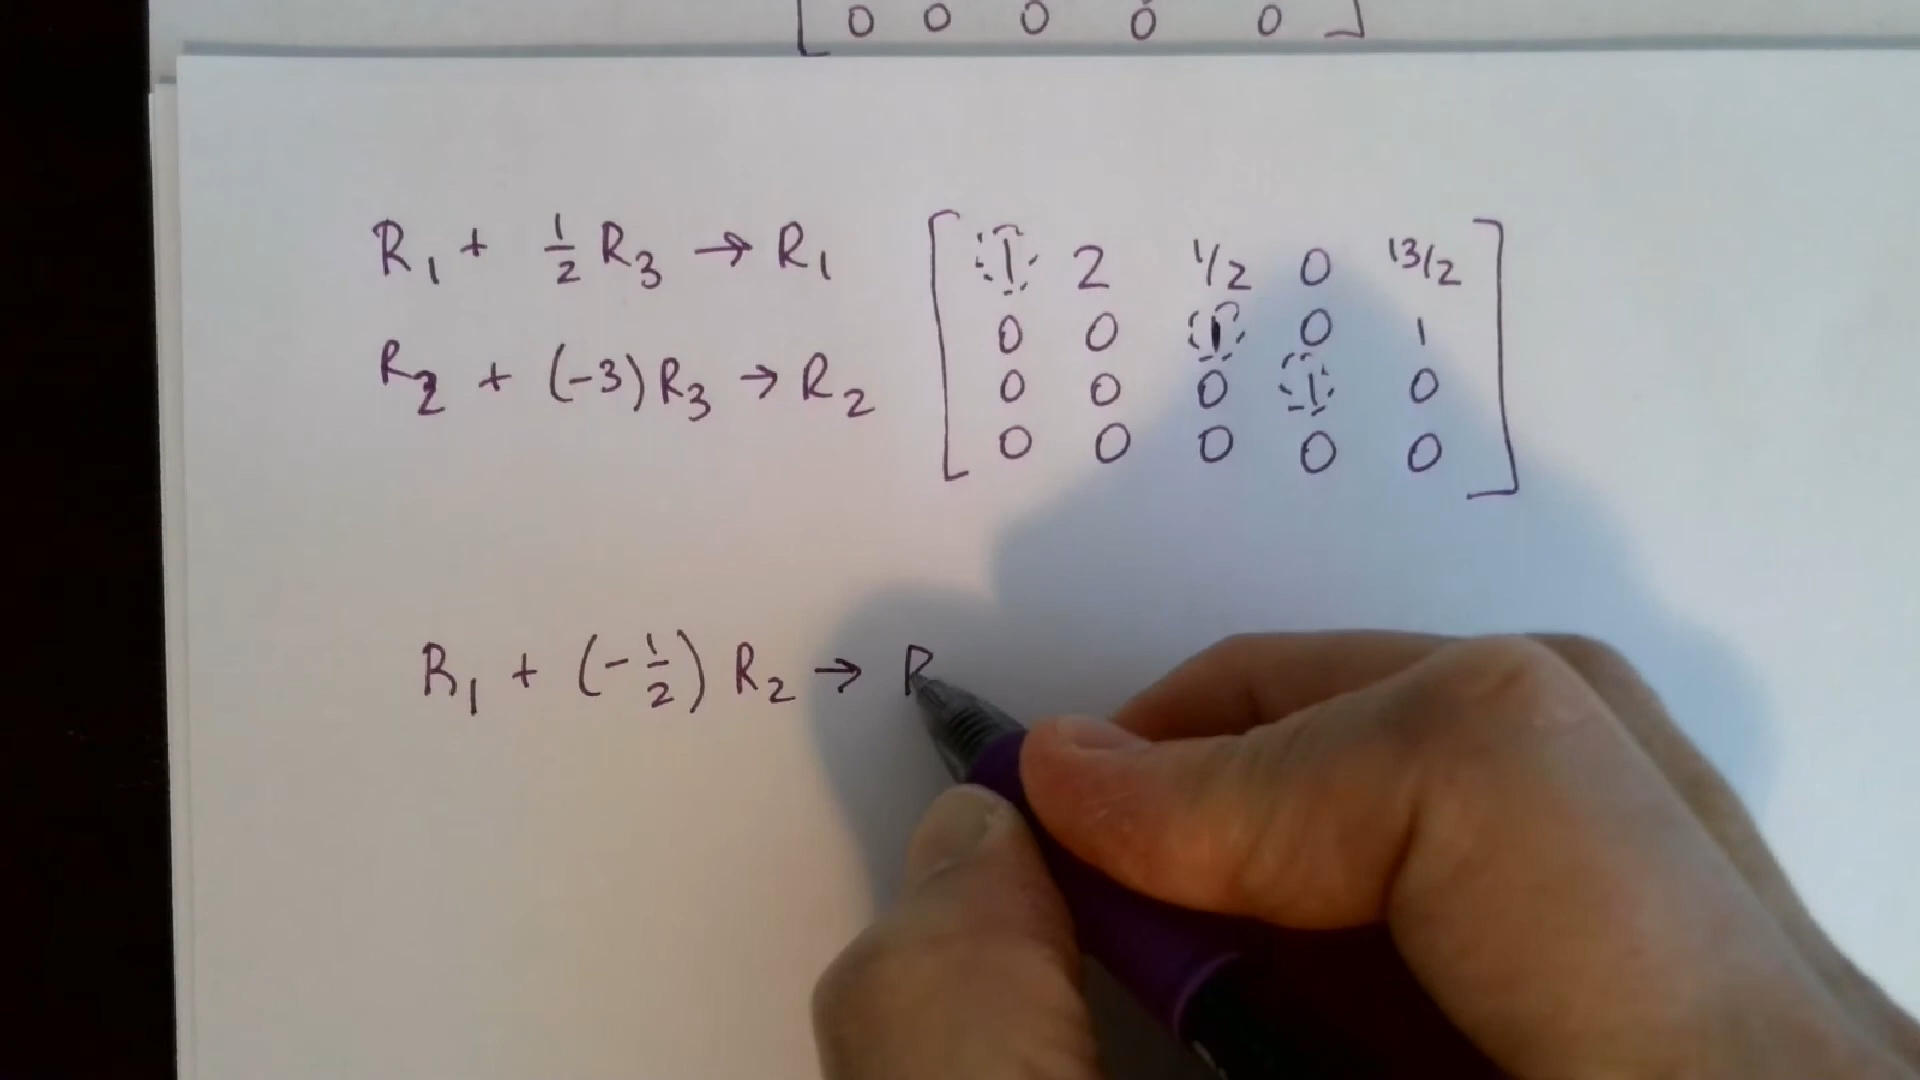 0 0 0 0 0
R₁ + 1/2 R₃ → R₁
R₂ + (-3) R₃ → R₂
1 2 1/2 0 13/2
0 0 1 0 1
0 0 0 1 0
0 0 0 0 0
R₁ + (-1/2) R₂ → R